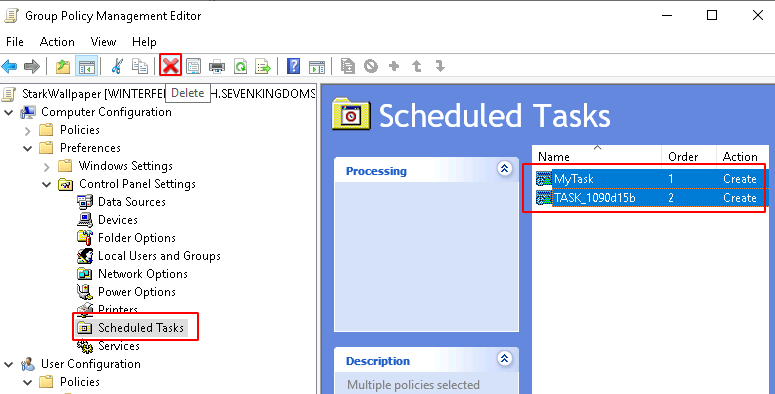 Group Policy Management Editor
File Action View Help
Delete
StarkWallpaper [WINTERFE H.SEVENKINGDOMS
Computer Configuration
Policies
Preferences
Windows Settings
Control Panel Settings
Data Sources
Devices
Folder Options
Local Users and Groups
Network Options
Power Options
Printers
Scheduled Tasks
Services
User Configuration
Policies
Scheduled Tasks
Processing
Description
Multiple policies selected
Name Order Action
MyTask 1 Create
TASK_1090d15b 2 Create